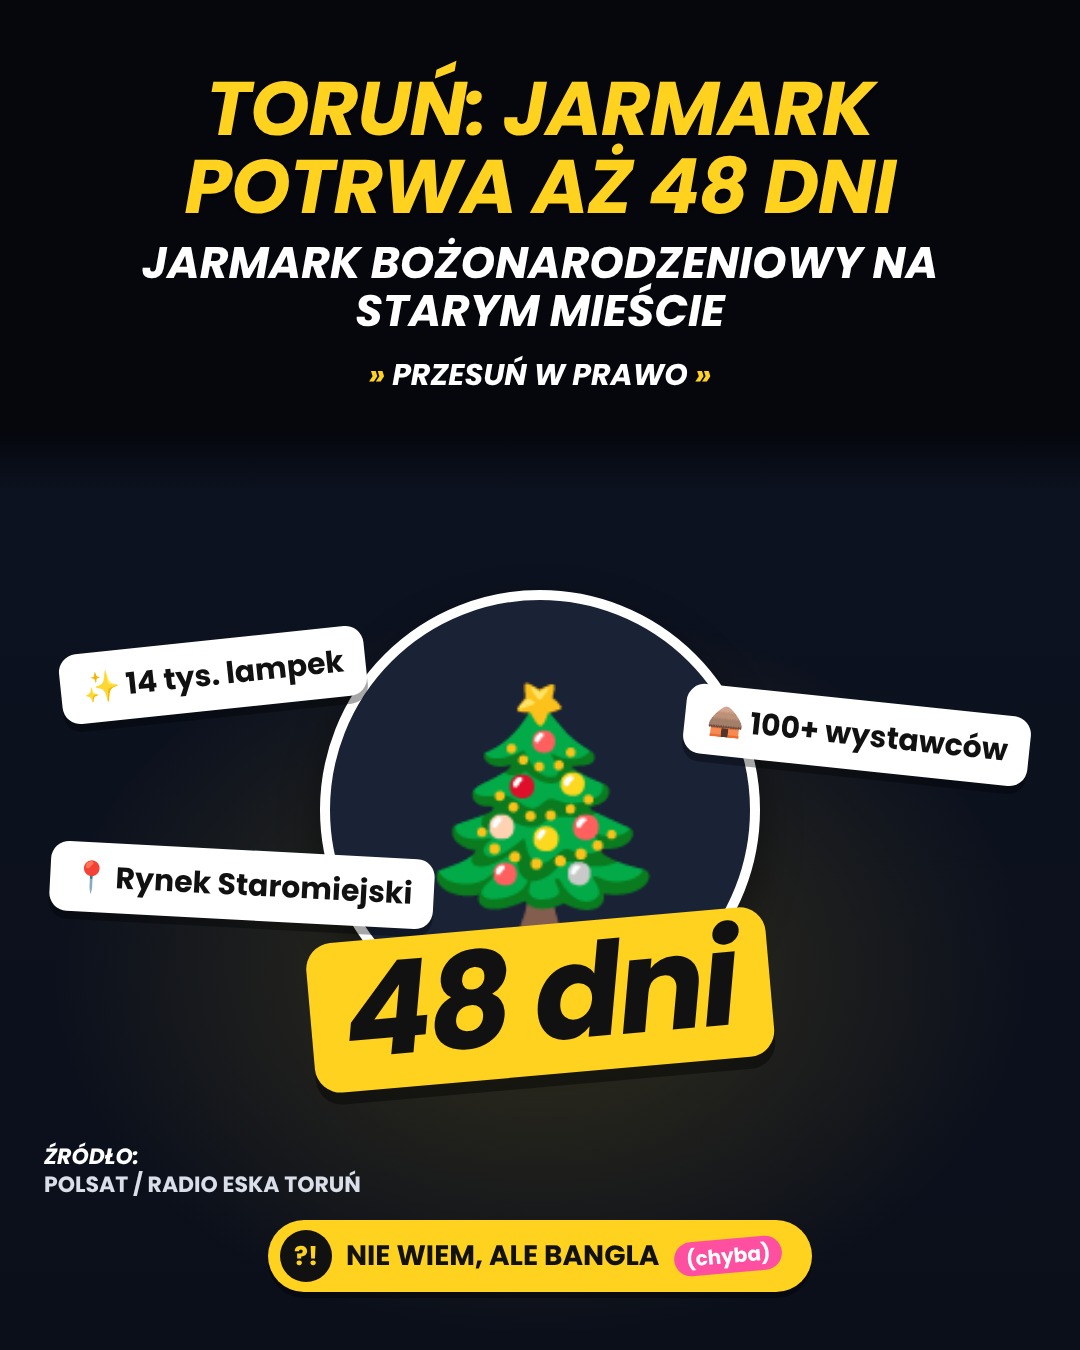 TORUŃ: JARMARK
POTRWA AŻ 48 DNI
JARMARK BOŻONARODZENIOWY NA
STARYM MIEŚCIE
» PRZESUŃ W PRAWO »
✨ 14 tys. lampek
🛖 100+ wystawców
📍 Rynek Staromiejski
48 dni
ŹRÓDŁO:
POLSAT / RADIO ESKA TORUŃ
?! NIE WIEM, ALE BANGLA (chyba)